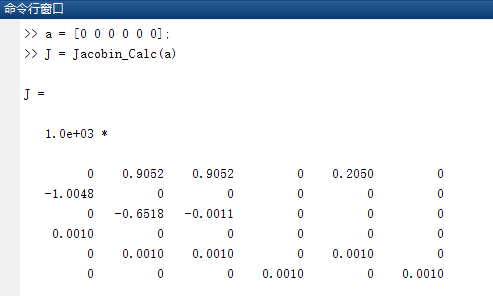 命令行窗口
>> a = [0 0 0 0 0 0];
>> J = Jacobin_Calc(a)
J =
1.0e+03 *
0 0.9052 0.9052 0 0.2050 0
-1.0048 0 0 0 0 0
0 -0.6518 -0.0011 0 0 0
0.0010 0 0 0 0 0
0 0.0010 0.0010 0 0.0010 0
0 0 0 0.0010 0 0.0010